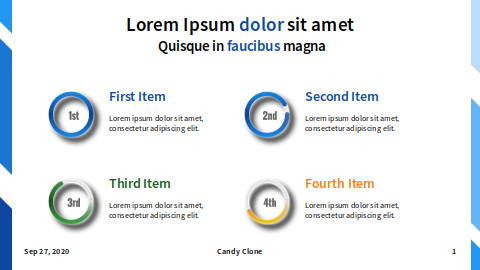 Lorem Ipsum dolor sit amet
Quisque in faucibus magna
1st
First Item
Lorem ipsum dolor sit amet,
consectetur adipiscing elit.
2nd
Second Item
Lorem ipsum dolor sit amet,
consectetur adipiscing elit.
3rd
Third Item
Lorem ipsum dolor sit amet,
consectetur adipiscing elit.
4th
Fourth Item
Lorem ipsum dolor sit amet,
consectetur adipiscing elit.
Sep 27, 2020
Candy Clone
1